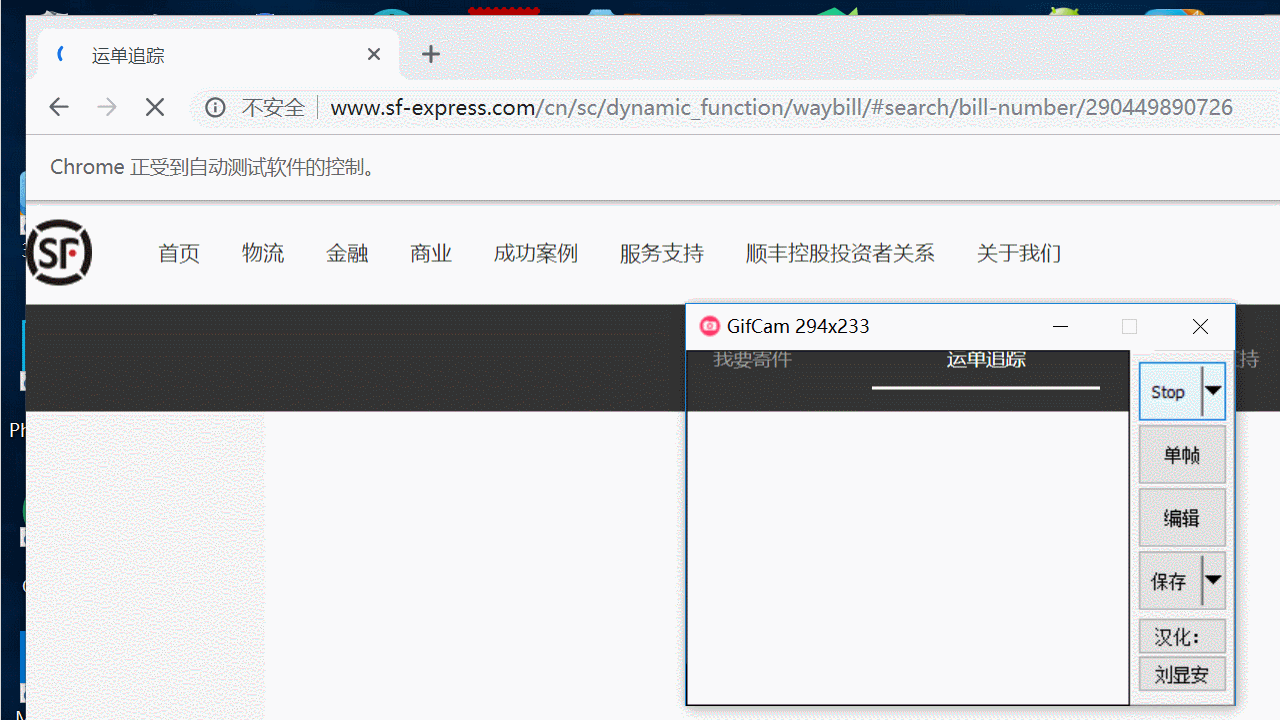 运单追踪
不安全 www.sf-express.com/cn/sc/dynamic_function/waybill/#search/bill-number/290449890726
Chrome 正受到自动测试软件的控制。
SF 首页 物流 金融 商业 成功案例 服务支持 顺丰控股投资者关系 关于我们
GifCam 294x233
我要寄件 运单追踪 持
Stop
单帧
编辑
保存
汉化：
刘显安
Ph